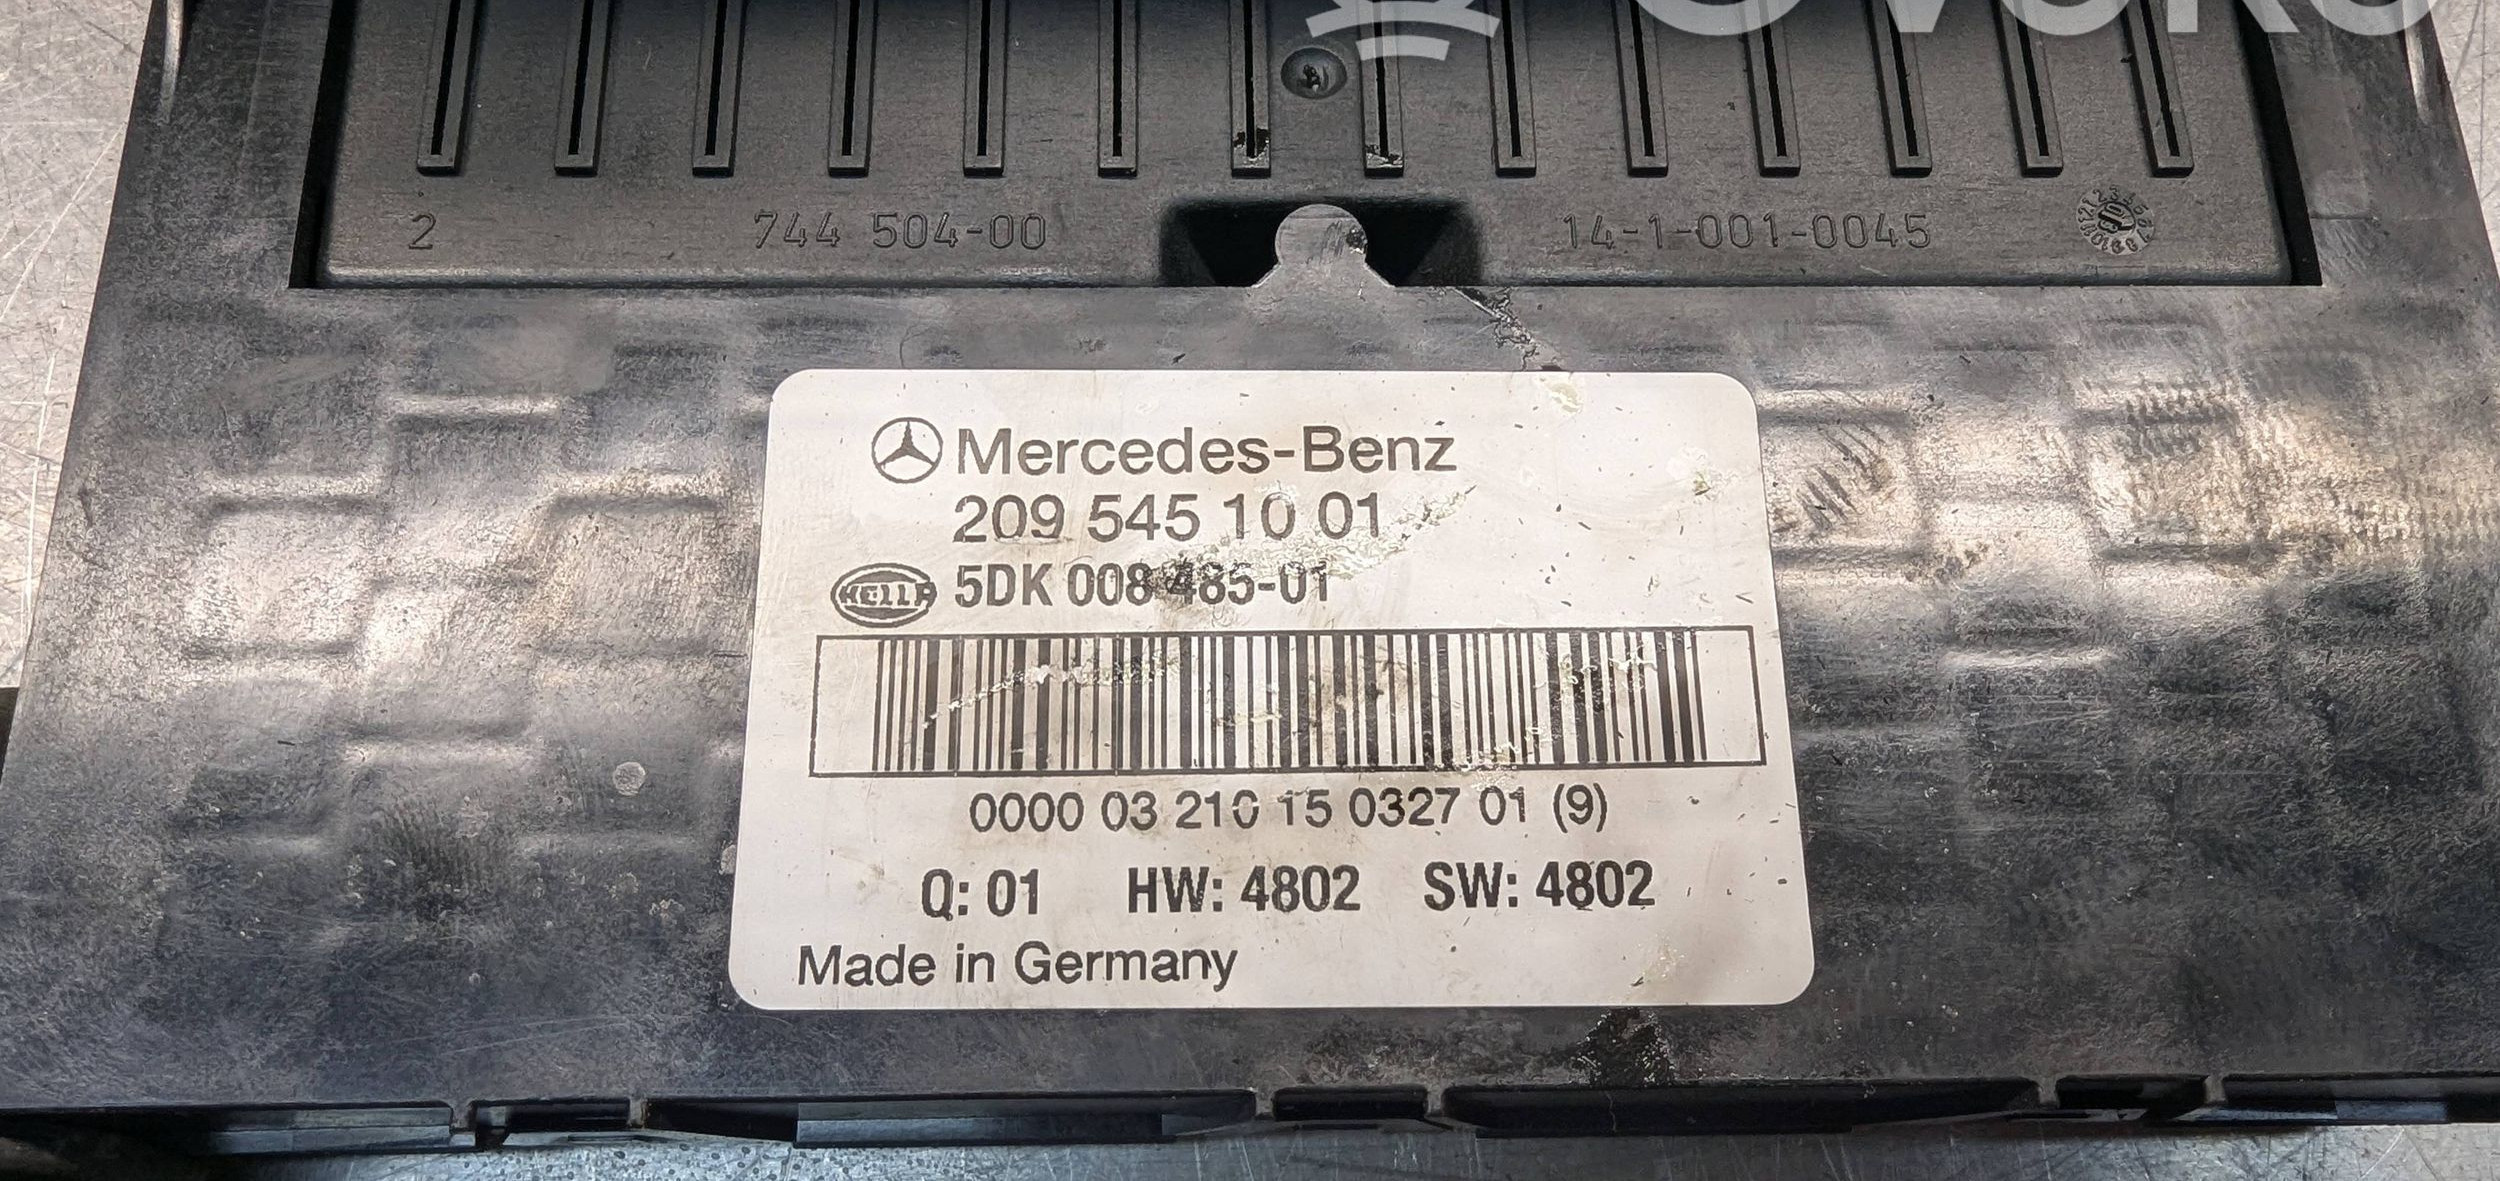 2 744 504-00 14-1-001-0045
Mercedes-Benz
209 545 10 01
HELLA 5DK 008 485-01
0000 03 210 15 0327 01 (9)
Q: 01 HW: 4802 SW: 4802
Made in Germany